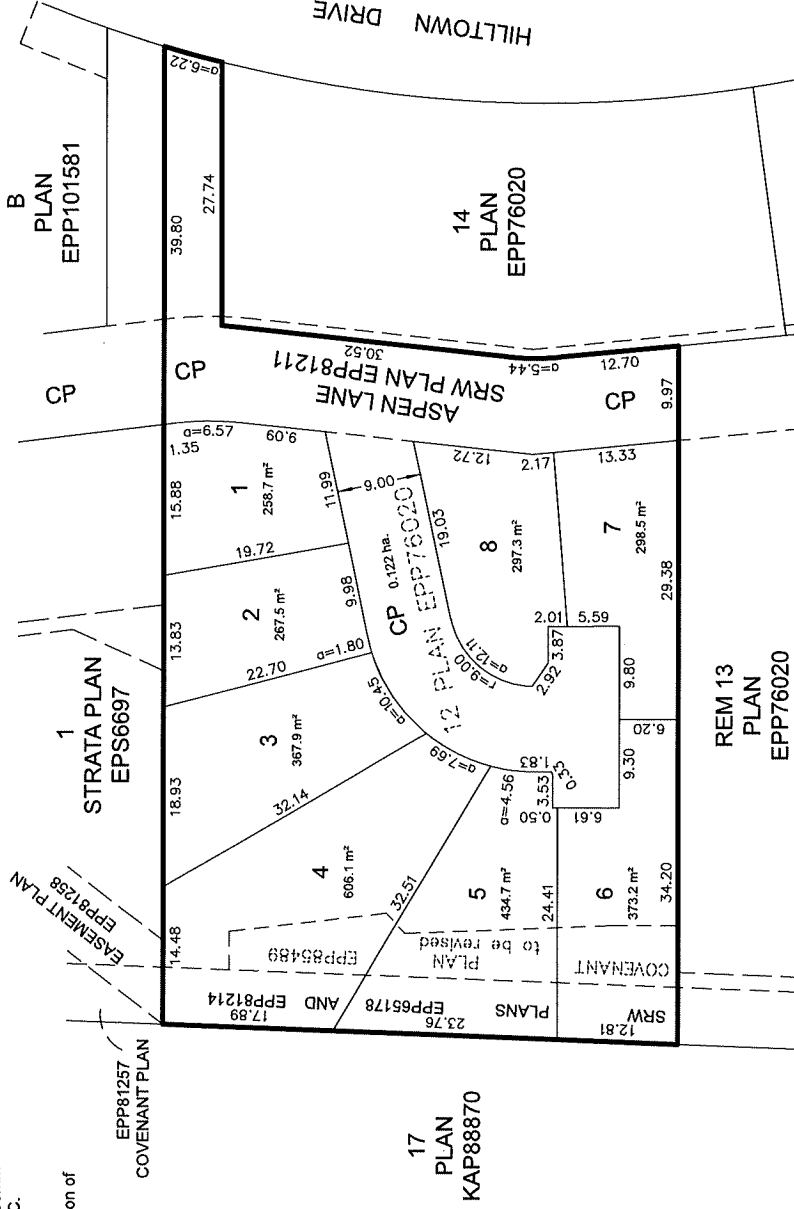 HILLTOWN DRIVE
B
PLAN
EPP101581
a=6.22
39.80
27.74
14
PLAN
EPP76020
CP
CP
ASPEN LANE
SRW PLAN EPP81211
30.52
a=5.44
12.70
CP
9.97
1.35
a=9.57
9.09
15.88
1
258.7 m²
11.99
19.72
9.00
12.72
2.17
13.33
13.83
2
267.5 m²
9.98
a=1.80
22.70
CP 0.122 ha.
12 PLAN EPP76020
19.03
8
297.3 m²
7
298.5 m²
29.38
r=9.00
a=12.11
2.01
5.59
3.87
2.92
9.80
1
STRATA PLAN
EPS6697
18.93
3
367.9 m²
a=10.45
32.14
a=7.69
6.20
9.30
1.83
0.33
3.53
a=4.56
0.50
6.61
REM 13
PLAN
EPP76020
EASEMENT PLAN
EPP81258
14.48
4
606.1 m²
32.51
5
434.7 m²
24.41
6
373.2 m²
34.20
EPP85489
PLAN
to be revised
COVENANT
17.89
AND EPP81214
EPP65178
23.76
PLANS
SRW
12.81
EPP81257
COVENANT PLAN
17
PLAN
KAP88870
C.
on of